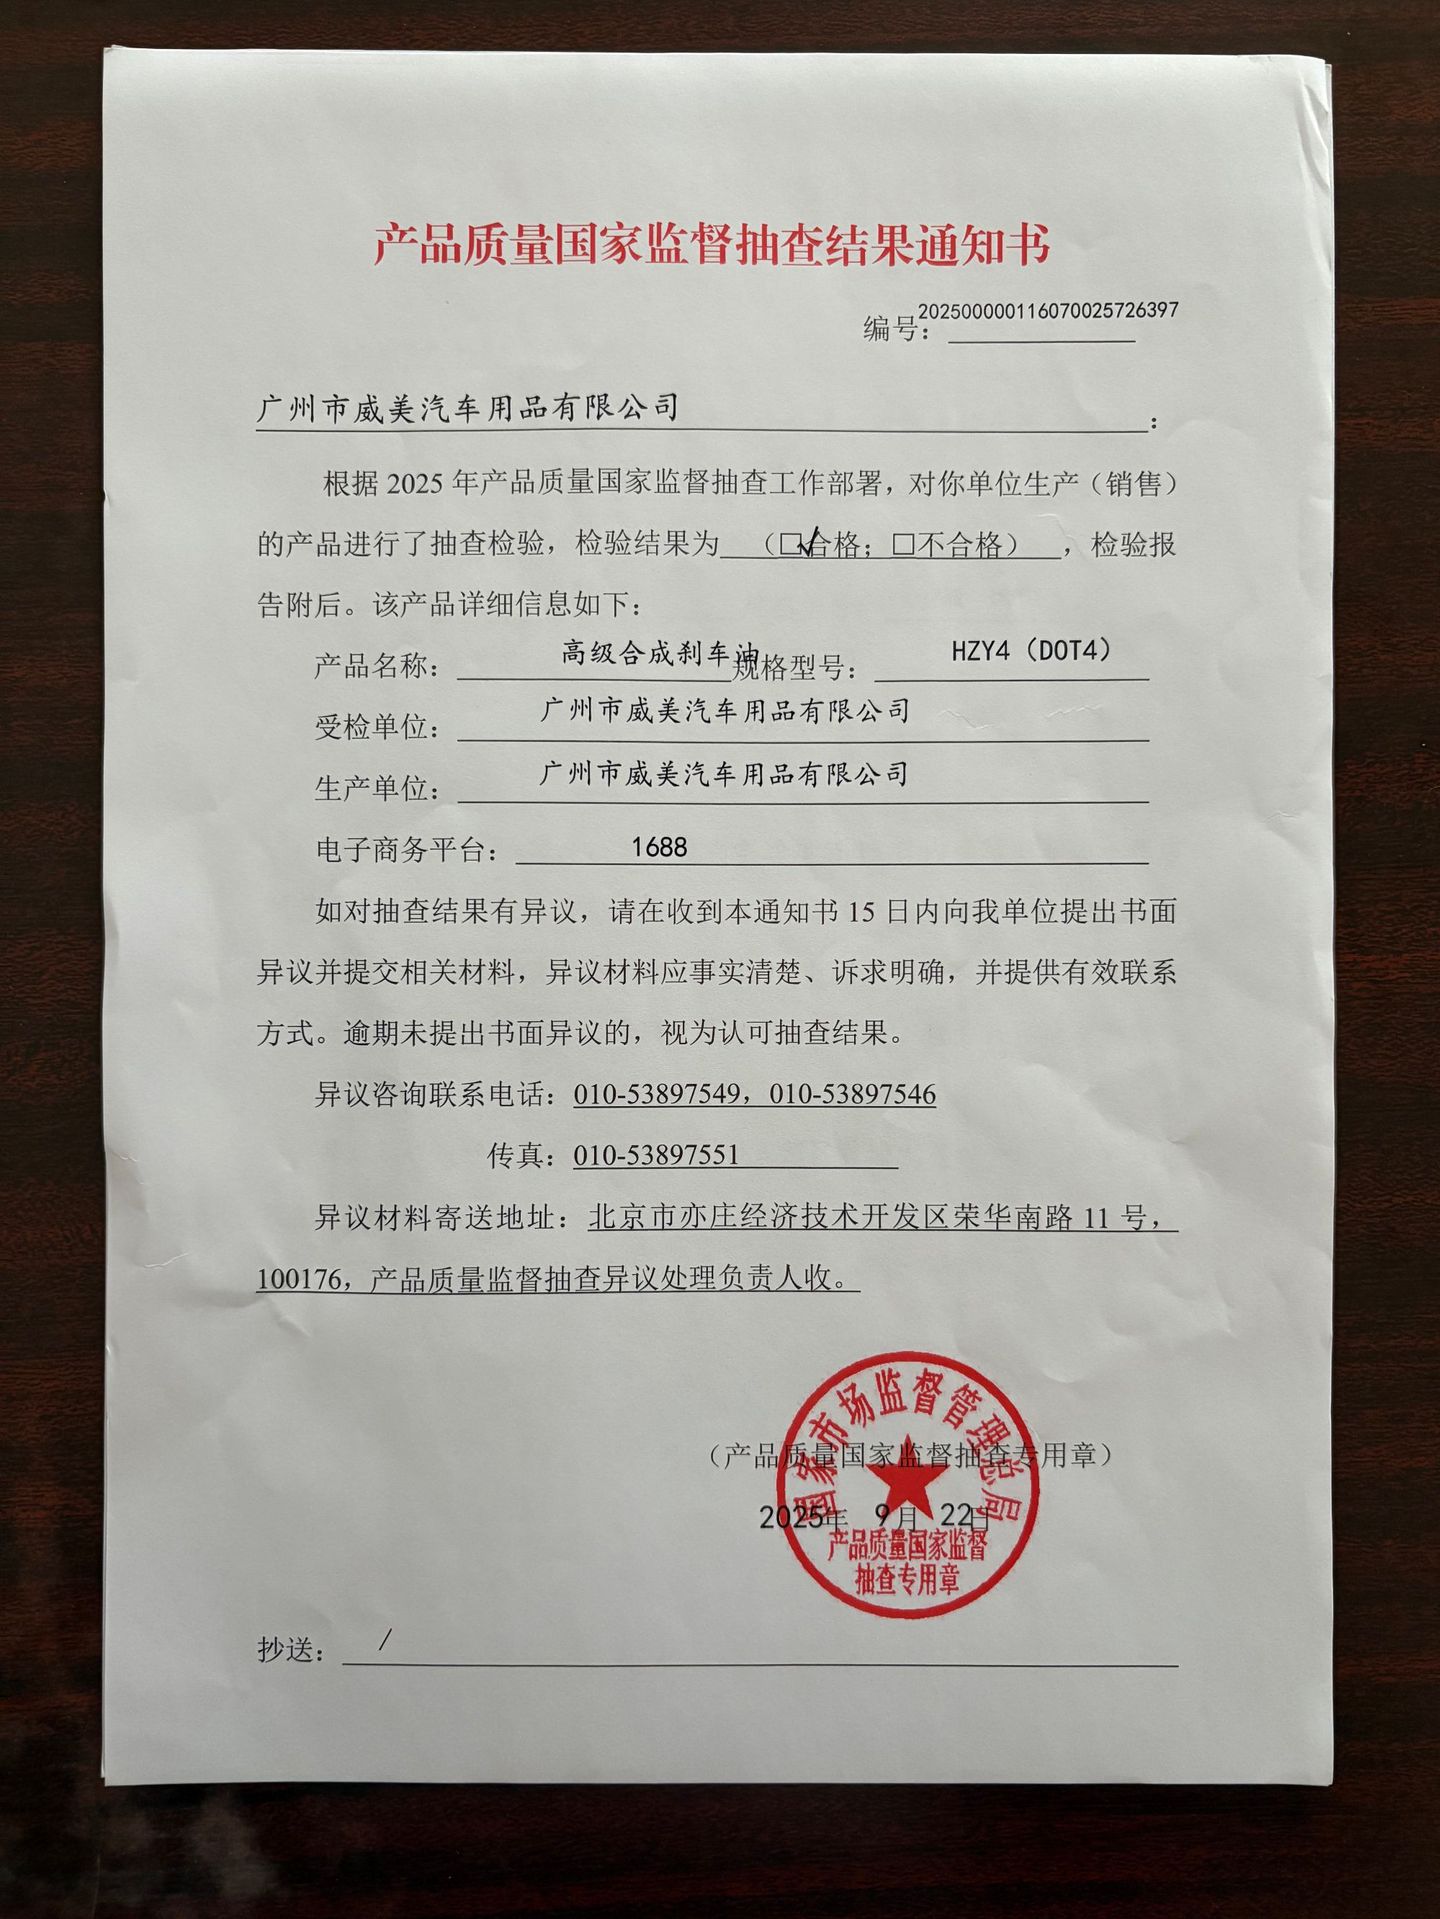 产品质量国家监督抽查结果通知书
编号：202500000116070025726397
广州市威美汽车用品有限公司：
根据 2025 年产品质量国家监督抽查工作部署，对你单位生产（销售）
的产品进行了抽查检验，检验结果为（☑合格；□不合格），检验报
告附后。该产品详细信息如下：
产品名称：高级合成刹车油 规格型号：HZY4（DOT4）
受检单位：广州市威美汽车用品有限公司
生产单位：广州市威美汽车用品有限公司
电子商务平台：1688
如对抽查结果有异议，请在收到本通知书 15 日内向我单位提出书面
异议并提交相关材料，异议材料应事实清楚、诉求明确，并提供有效联系
方式。逾期未提出书面异议的，视为认可抽查结果。
异议咨询联系电话：010-53897549，010-53897546
传真：010-53897551
异议材料寄送地址：北京市亦庄经济技术开发区荣华南路 11 号，
100176，产品质量监督抽查异议处理负责人收。
国家市场监督管理总局
（产品质量国家监督抽查专用章）
2025年 9月 22日
产品质量国家监督
抽查专用章
抄送：/